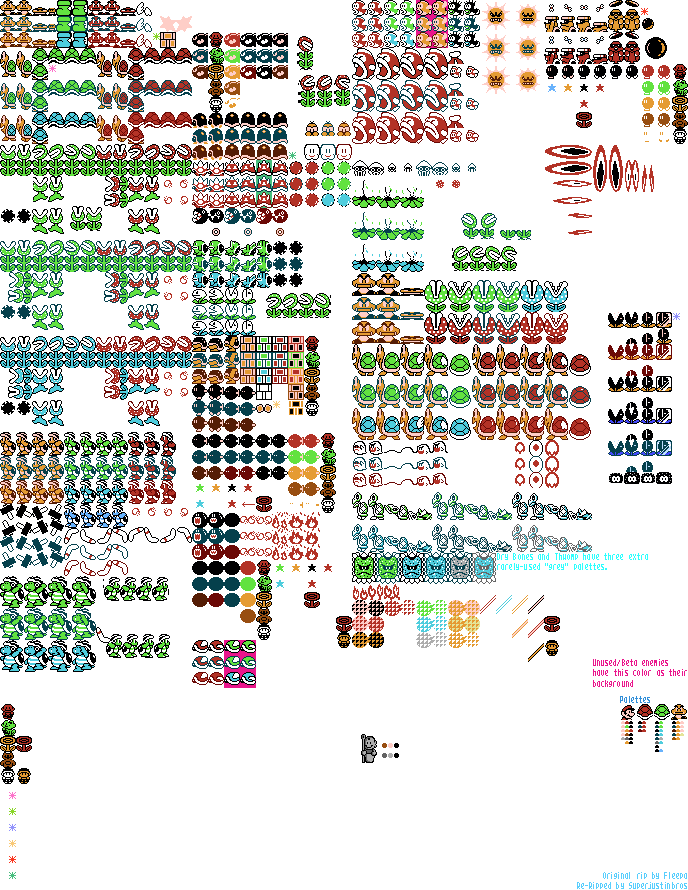 Dry Bones and Thwomp have three extra
rarely-used "grey" palettes.
Unused/Beta enemies
have this color as their
background
Palettes
Original rip by Fleepa
Re-Ripped by Superjustinbros